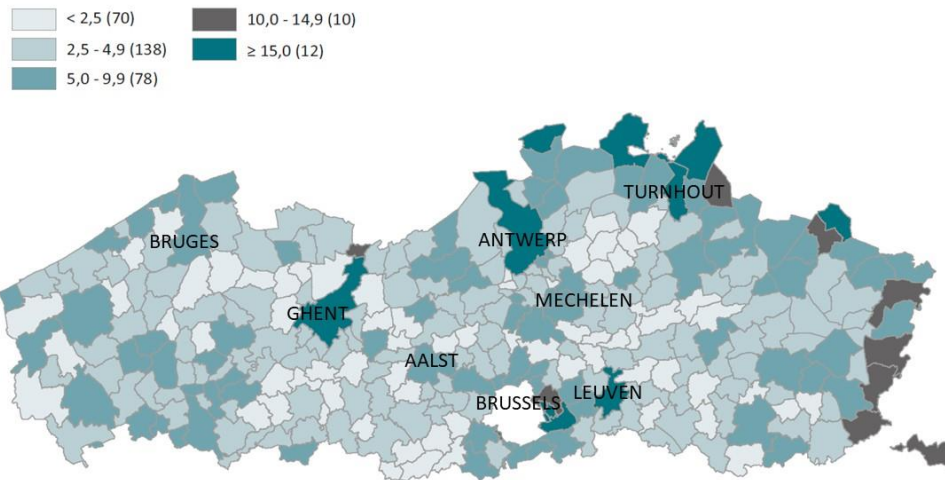 < 2,5 (70)
2,5 - 4,9 (138)
5,0 - 9,9 (78)
10,0 - 14,9 (10)
≥ 15,0 (12)
TURNHOUT
BRUGES
ANTWERP
MECHELEN
GHENT
AALST
BRUSSELS
LEUVEN